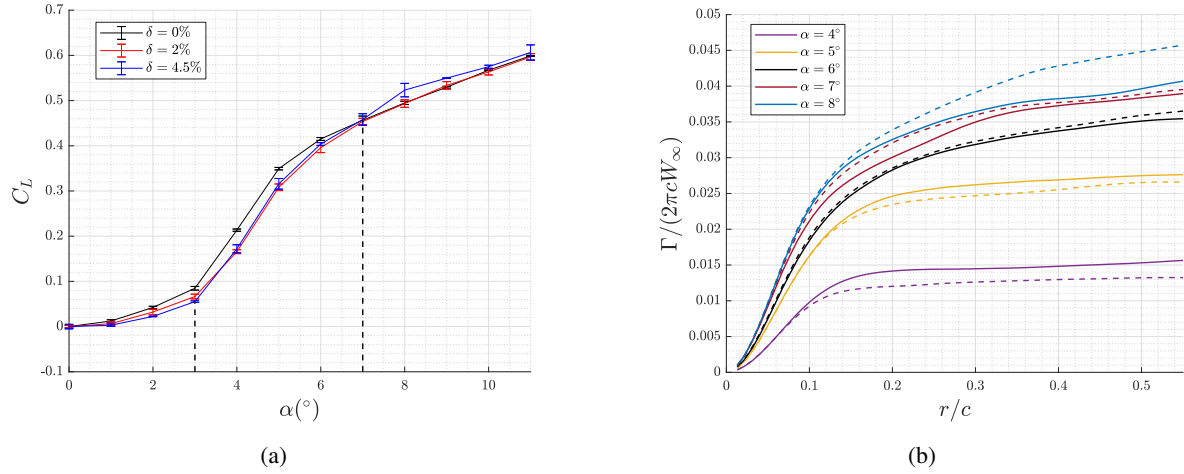 0.7
0.6
0.5
0.4
0.3
0.2
0.1
0
-0.1
0 2 4 6 8 10
C_L
α(°)
δ = 0%
δ = 2%
δ = 4.5%
(a)
0.05
0.045
0.04
0.035
0.03
0.025
0.02
0.015
0.01
0.005
0
0 0.1 0.2 0.3 0.4 0.5
Γ/(2πcW∞)
r/c
α = 4°
α = 5°
α = 6°
α = 7°
α = 8°
(b)